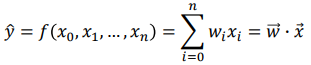 ŷ = f(x₀, x₁, …, xₙ) = ∑ᵢ₌₀ⁿ wᵢxᵢ = w⃗ · x⃗